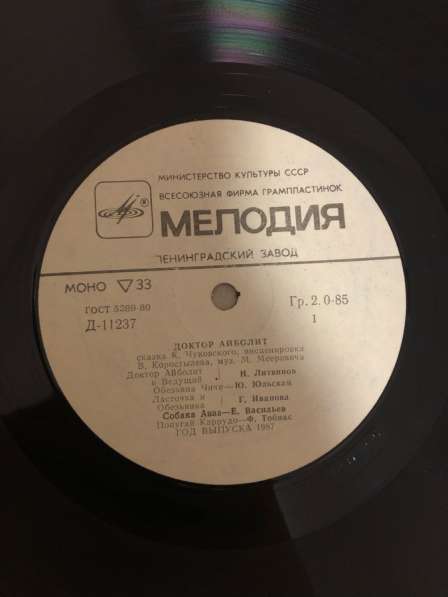 МИНИСТЕРСТВО КУЛЬТУРЫ СССР
ВСЕСОЮЗНАЯ ФИРМА ГРАМПЛАСТИНОК
МЕЛОДИЯ
ЛЕНИНГРАДСКИЙ ЗАВОД
МОНО ▽33
ГОСТ 5289-80
Д-11237
Гр. 2. 0-85
1
ДОКТОР АЙБОЛИТ
сказка К. Чуковского, инсценировка
В. Коростылева, муз. М. Мееровича
Доктор Айболит
и Ведущий Н. Литвинов
Обезьяна Чичи—Ю. Юльская
Ласточка и
Обезьянка Г. Иванова
Собака Авва—Е. Васильев
Попугай Карудо—Ф. Тобиас
ГОД ВЫПУСКА 1987